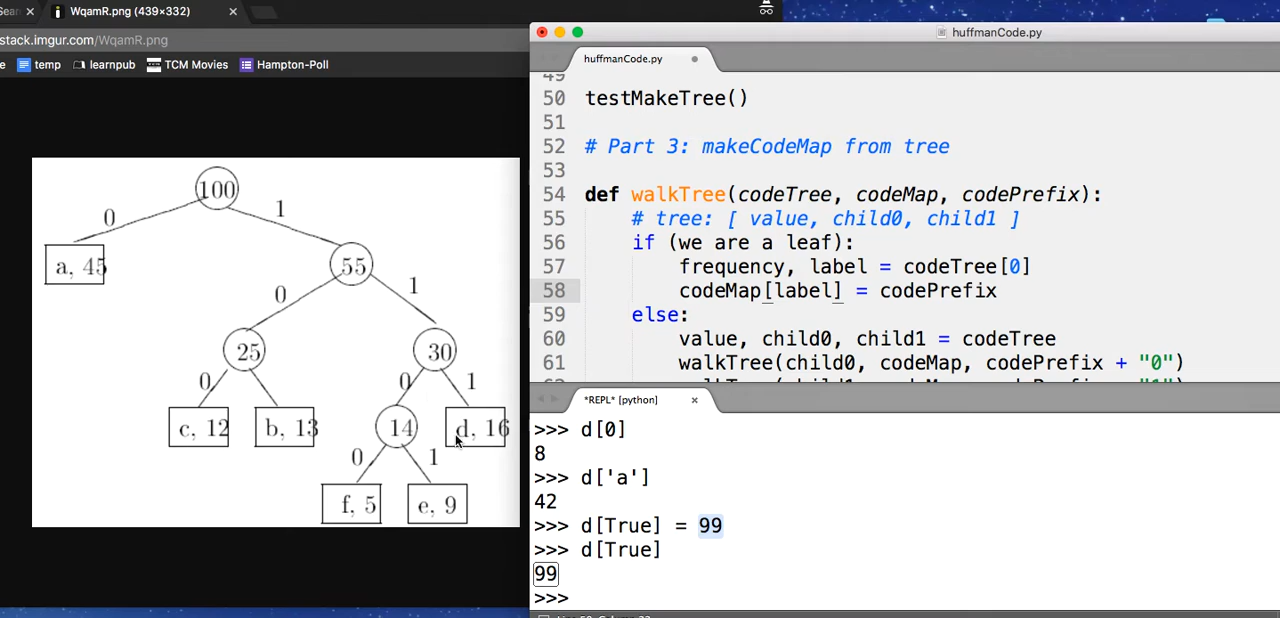 WqamR.png (439×332)
stack.imgur.com/WqamR.png
temp learnpub TCM Movies Hampton-Poll
100
0 1
a, 45 55
0 1
25 30
0 0 1
c, 12 b, 13 14 d, 16
0 1
f, 5 e, 9
huffmanCode.py
huffmanCode.py
49
50 testMakeTree()
51
52 # Part 3: makeCodeMap from tree
53
54 def walkTree(codeTree, codeMap, codePrefix):
55 # tree: [ value, child0, child1 ]
56 if (we are a leaf):
57 frequency, label = codeTree[0]
58 codeMap[label] = codePrefix
59 else:
60 value, child0, child1 = codeTree
61 walkTree(child0, codeMap, codePrefix + "0")
*REPL* [python]
>>> d[0]
8
>>> d['a']
42
>>> d[True] = 99
>>> d[True]
99
>>>